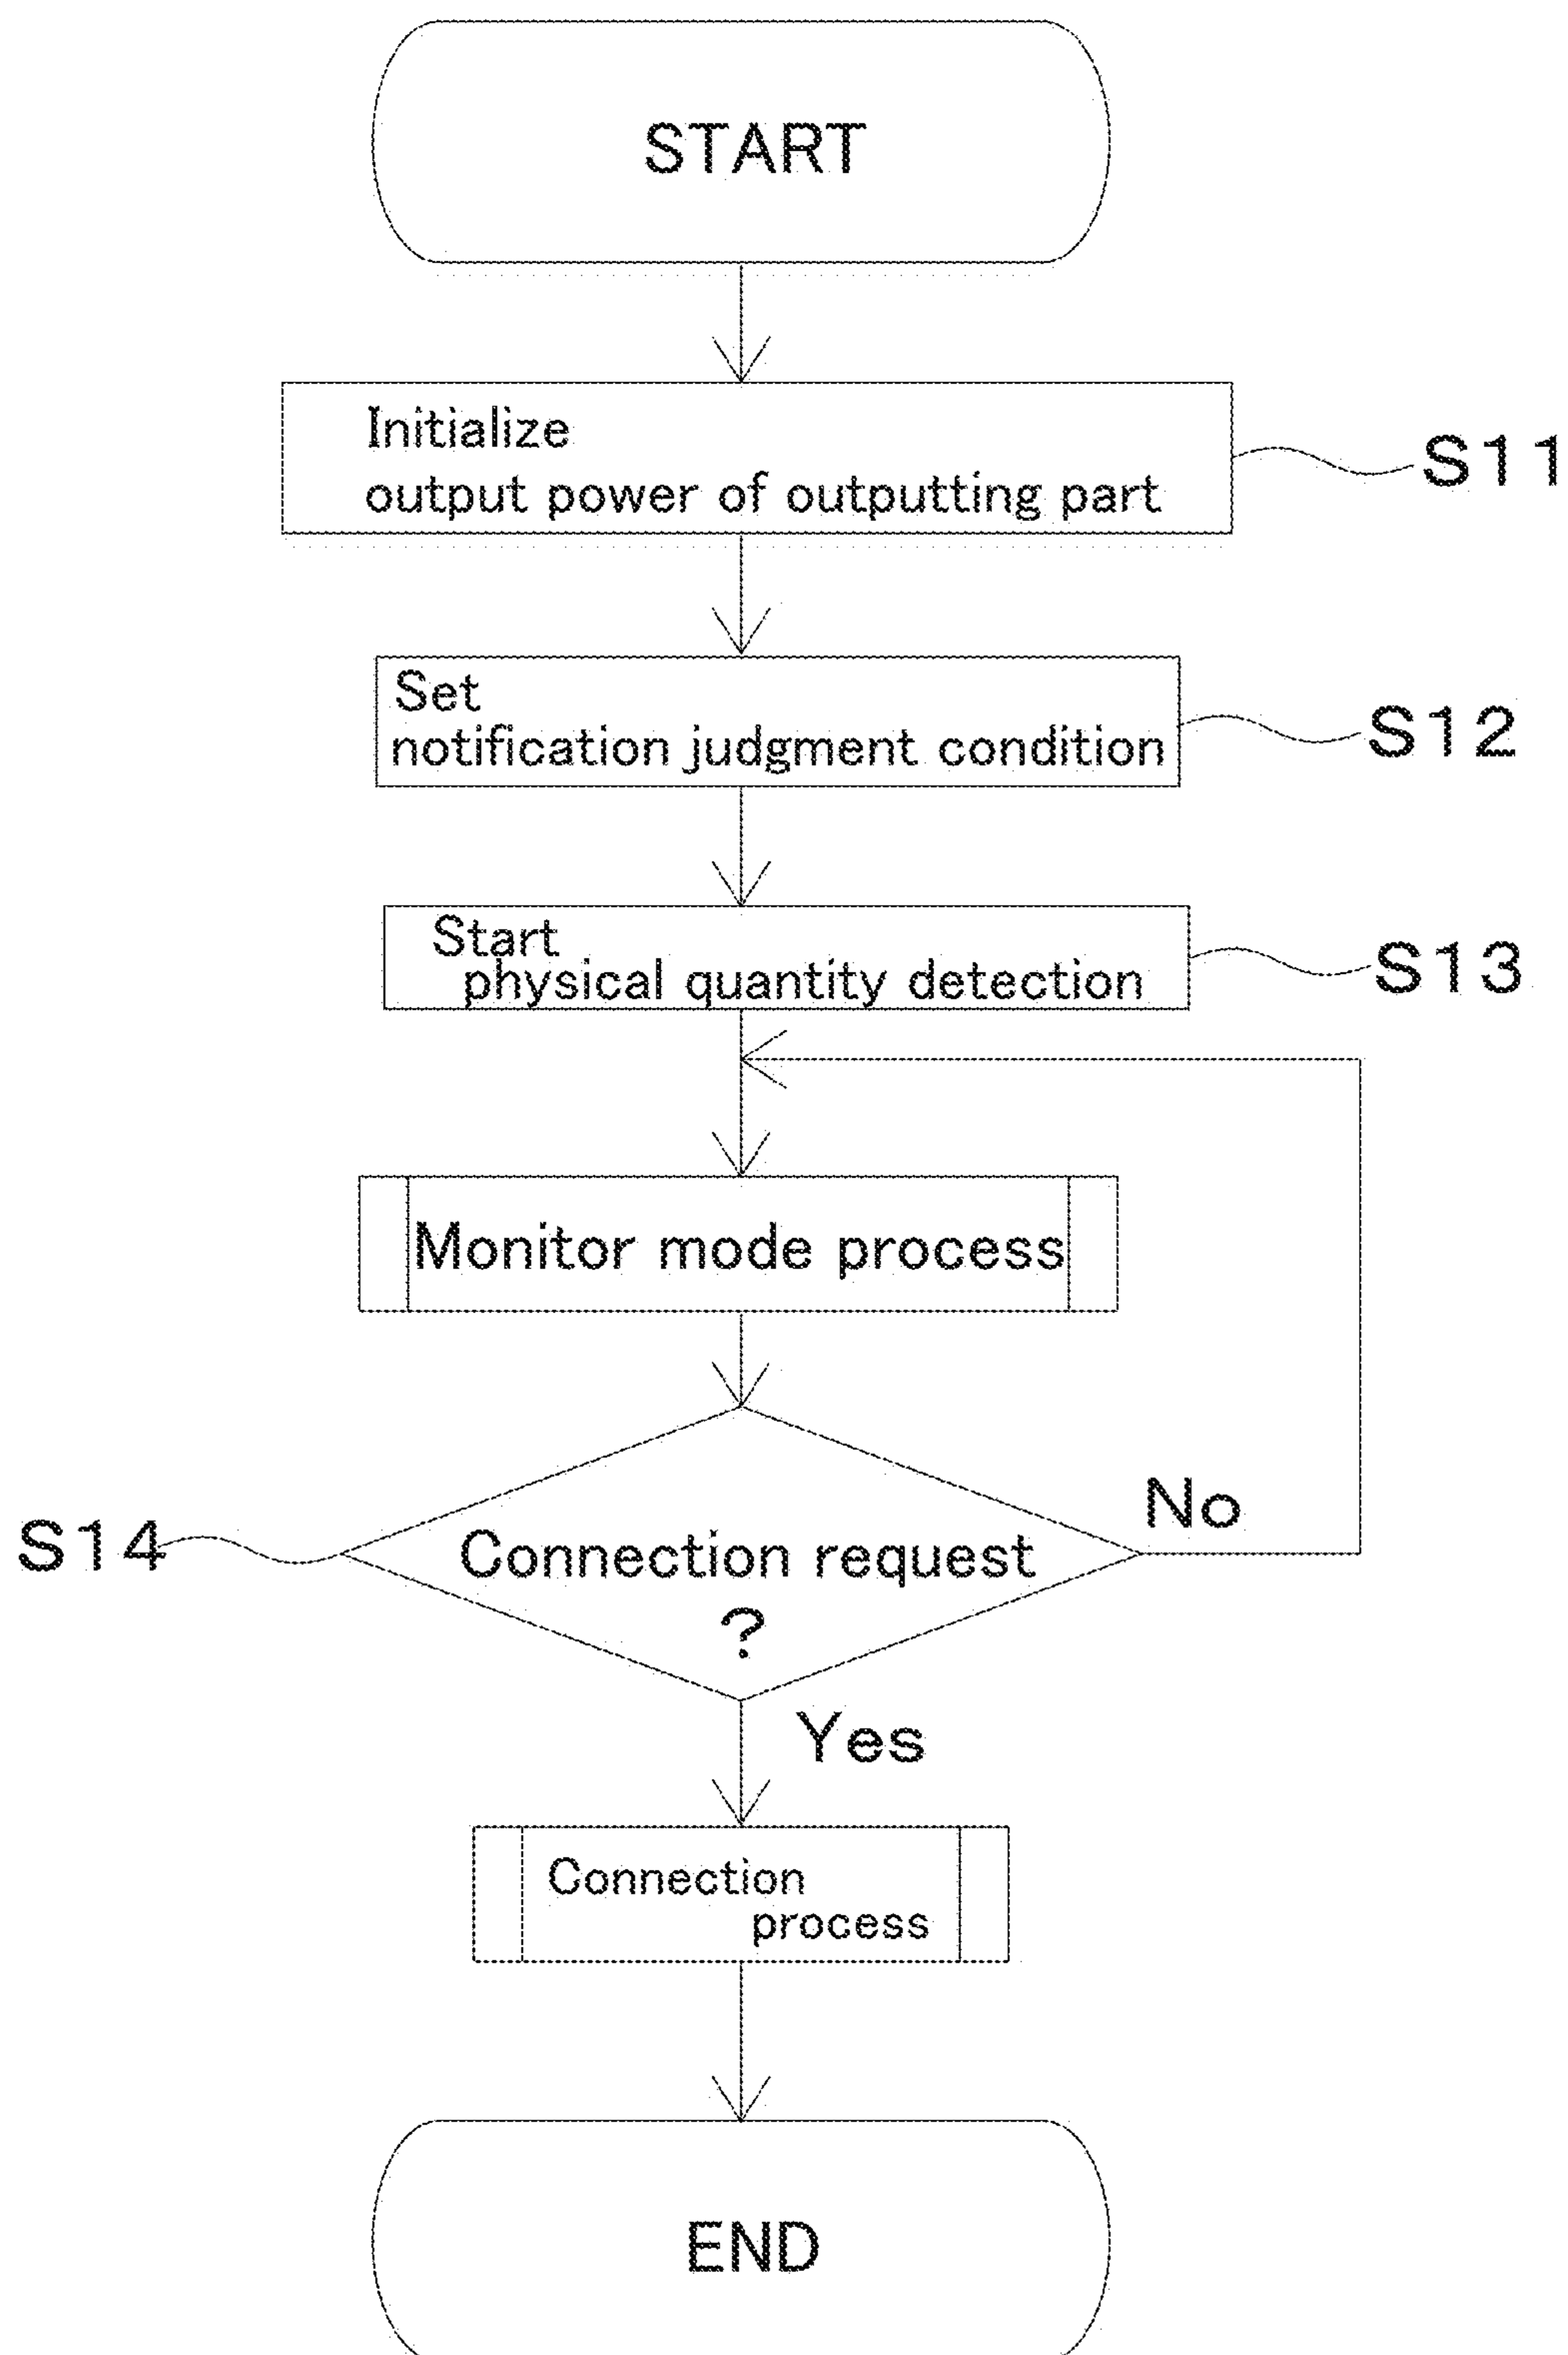 START
Initialize
output power of outputting part
S11
Set
notification judgment condition
S12
Start
physical quantity detection
S13
Monitor mode process
S14
Connection request
?
No
Yes
Connection
process
END